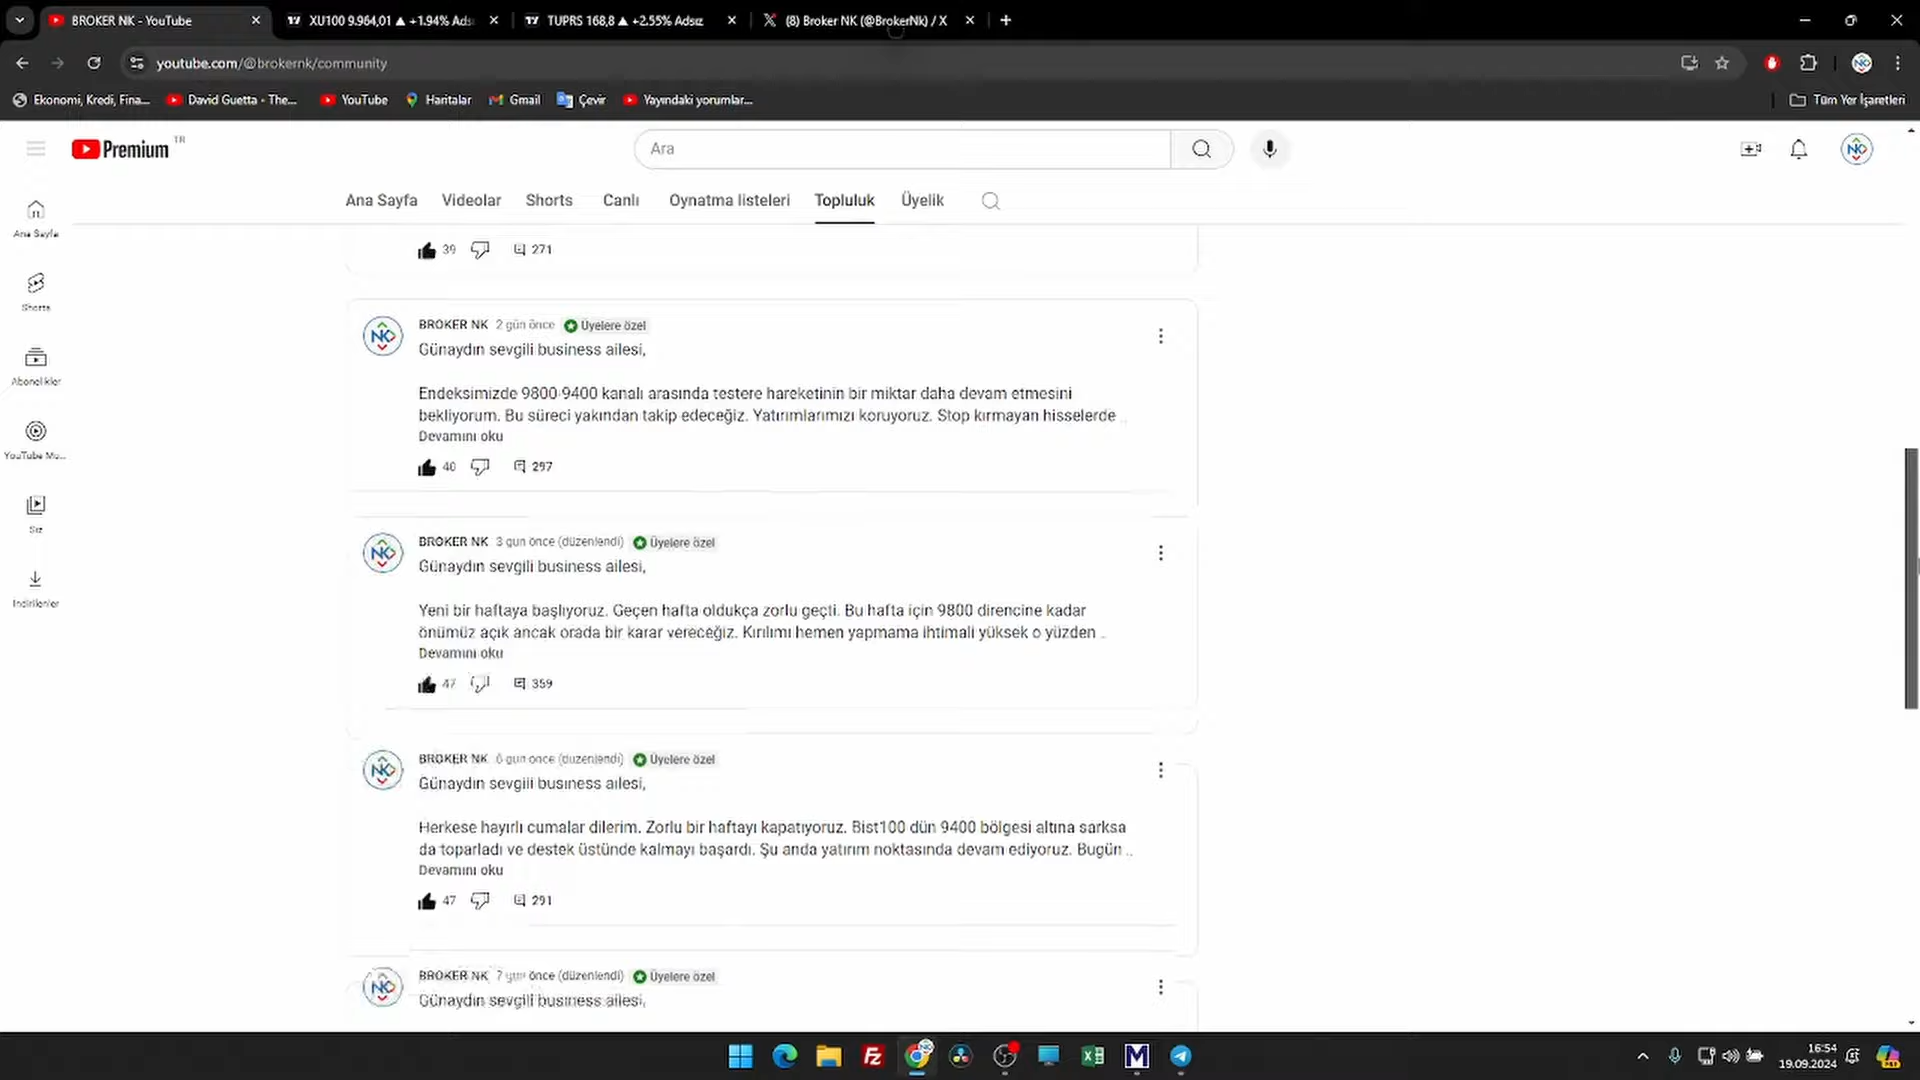 BROKER NK - YouTube
XU100 9.964,01 ▲ +1.94% Adsı
TUPRS 168,8 ▲ +2.55% Adsız
(8) Broker NK (@BrokerNk) / X
youtube.com/@brokernk/community
Ekonomi, Kredi, Fina...
David Guetta - The...
YouTube
Haritalar
Gmail
Çevir
Yayındaki yorumlar...
Tüm Yer İşaretleri
Premium TR
Ara
Ana Sayfa
Videolar
Shorts
Canlı
Oynatma listeleri
Topluluk
Üyelik
Ana Sayfa
Shorts
Abonelikler
YouTube Mu...
Siz
İndirilenler
39
271
BROKER NK 2 gün önce Üyelere özel
Günaydın sevgili business ailesi,
Endeksimizde 9800-9400 kanalı arasında testere hareketinin bir miktar daha devam etmesini
bekliyorum. Bu süreci yakından takip edeceğiz. Yatırımlarımızı koruyoruz. Stop kırmayan hisselerde ..
Devamını oku
40
297
BROKER NK 3 gün önce (düzenlendi) Üyelere özel
Günaydın sevgili business ailesi,
Yeni bir haftaya başlıyoruz. Geçen hafta oldukça zorlu geçti. Bu hafta için 9800 direncine kadar
önümüz açık ancak orada bir karar vereceğiz. Kırılımı hemen yapmama ihtimali yüksek o yüzden ..
Devamını oku
47
359
BROKER NK 6 gün önce (düzenlendi) Üyelere özel
Günaydın sevgili business ailesi,
Herkese hayırlı cumalar dilerim. Zorlu bir haftayı kapatıyoruz. Bist100 dün 9400 bölgesi altına sarksa
da toparladı ve destek üstünde kalmayı başardı. Şu anda yatırım noktasında devam ediyoruz. Bugün ..
Devamını oku
47
291
BROKER NK 7 gün önce (düzenlendi) Üyelere özel
Günaydın sevgili business ailesi,
16:54
19.09.2024